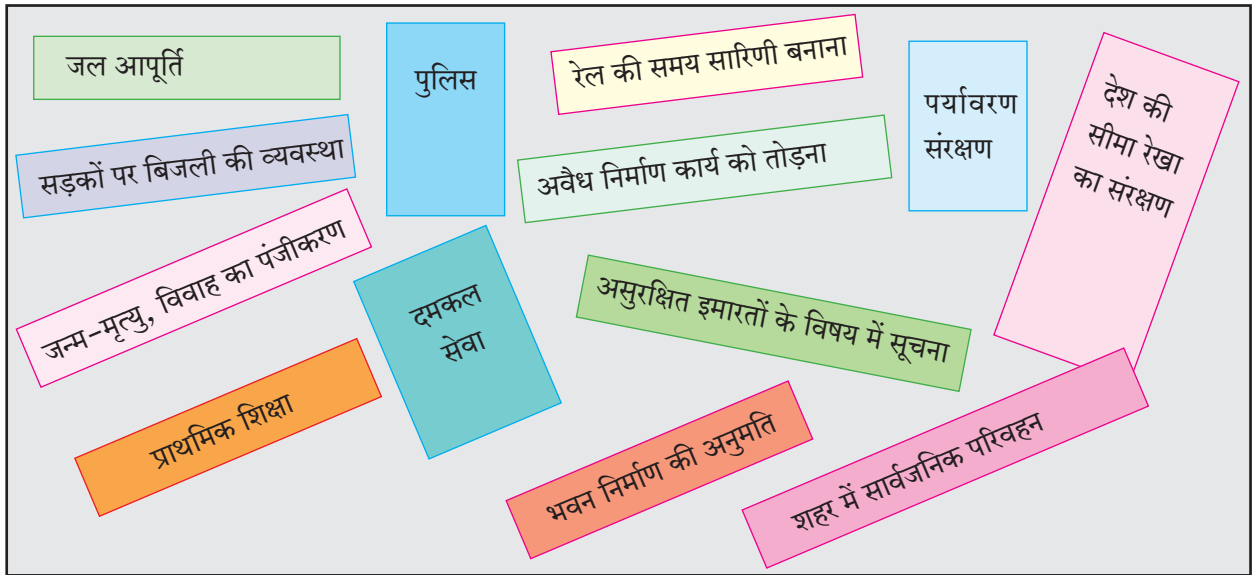 जल आपूर्ति
पुलिस
रेल की समय सारिणी बनाना
पर्यावरण
संरक्षण
देश की
सीमा रेखा
का संरक्षण
सड़कों पर बिजली की व्यवस्था
अवैध निर्माण कार्य को तोड़ना
जन्म-मृत्यु, विवाह का पंजीकरण
दमकल
सेवा
असुरक्षित इमारतों के विषय में सूचना
प्राथमिक शिक्षा
भवन निर्माण की अनुमति
शहर में सार्वजनिक परिवहन